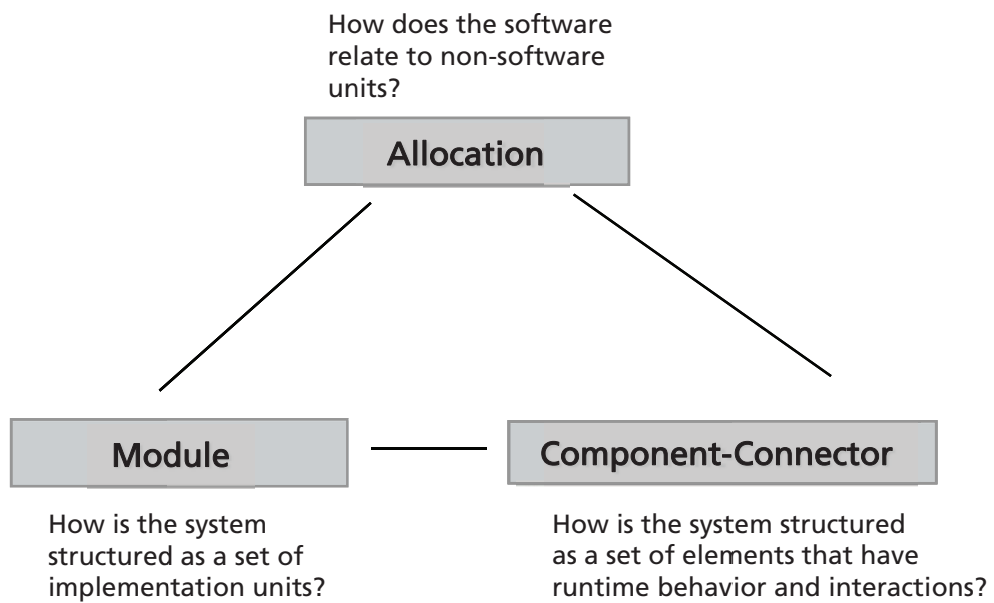 How does the software
relate to non-software
units?
Allocation
Module
Component-Connector
How is the system
structured as a set of
implementation units?
How is the system structured
as a set of elements that have
runtime behavior and interactions?